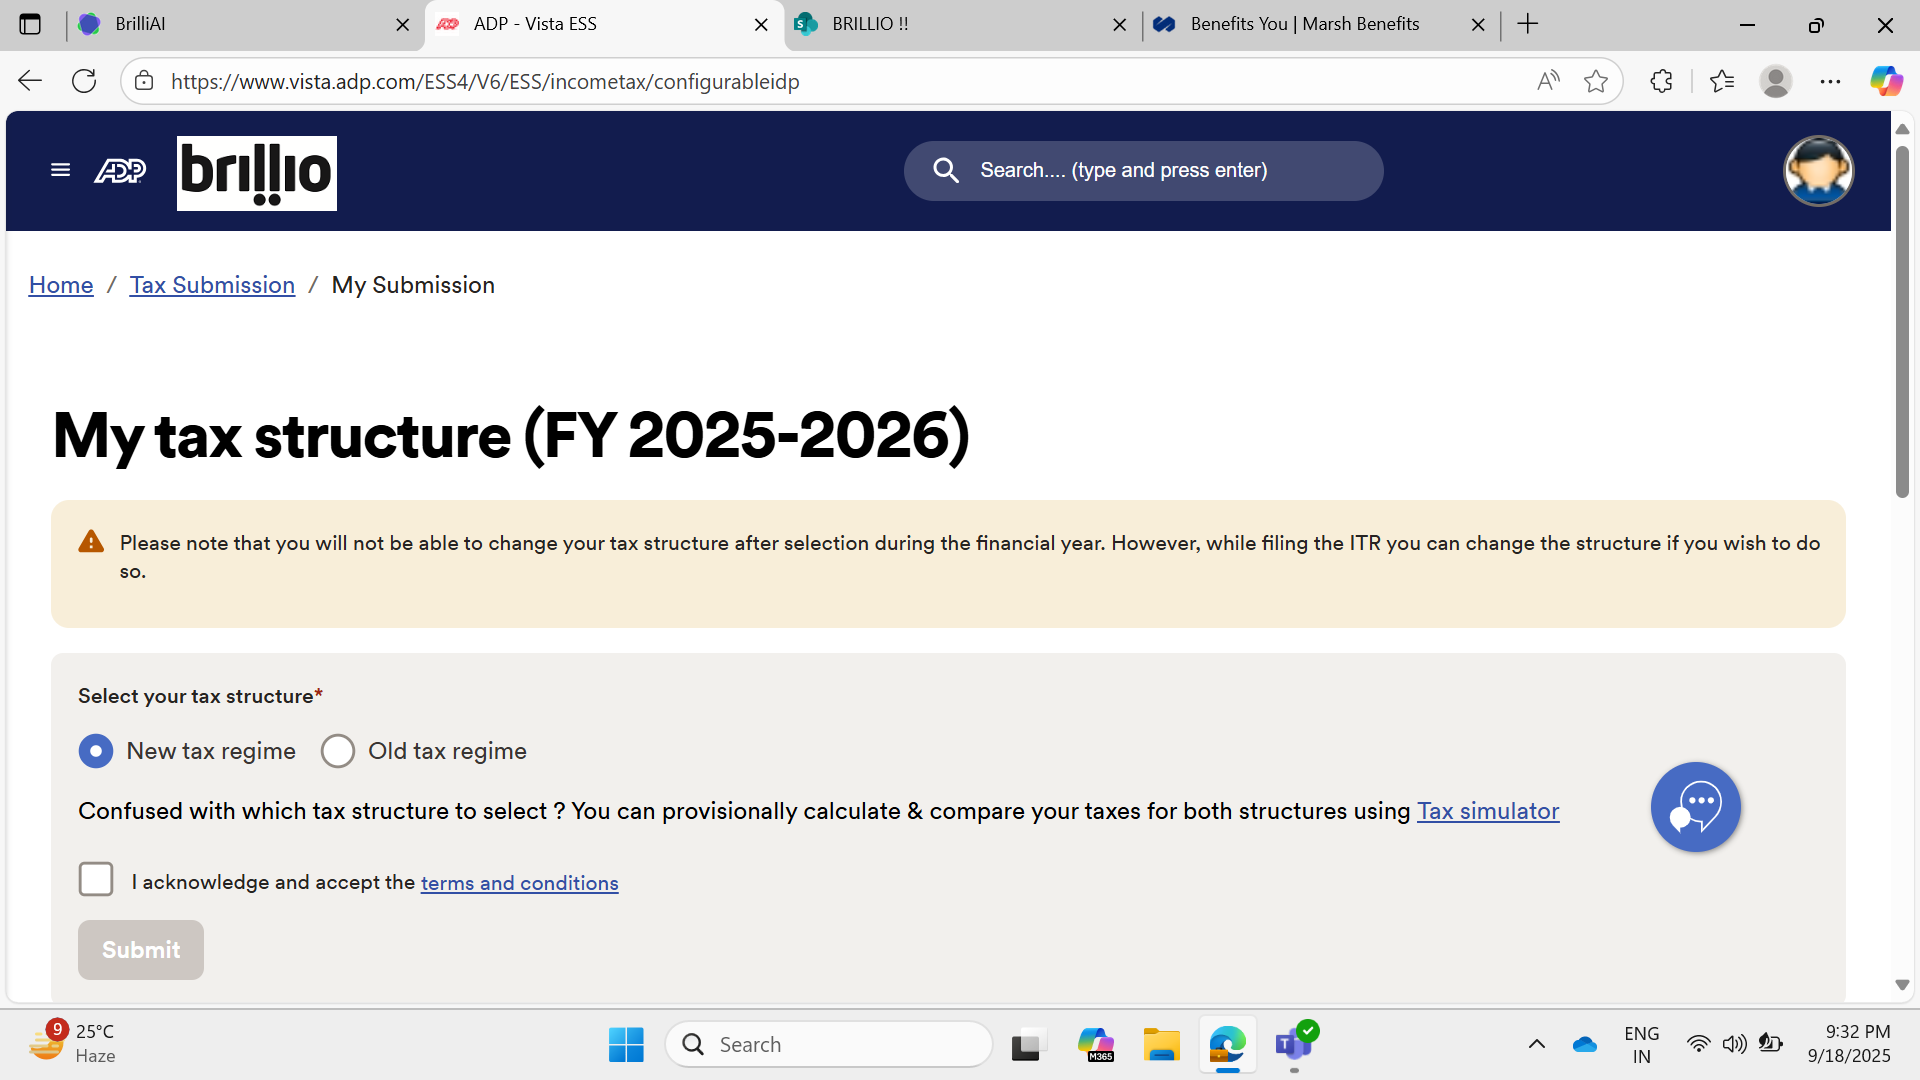 BrilliAI
ADP - Vista ESS
BRILLIO !!
Benefits You | Marsh Benefits
https://www.vista.adp.com/ESS4/V6/ESS/incometax/configurableidp
ADP
brillio
Search.... (type and press enter)
Home / Tax Submission / My Submission
My tax structure (FY 2025-2026)
Please note that you will not be able to change your tax structure after selection during the financial year. However, while filing the ITR you can change the structure if you wish to do
so.
Select your tax structure*
New tax regime
Old tax regime
Confused with which tax structure to select ? You can provisionally calculate & compare your taxes for both structures using Tax simulator
I acknowledge and accept the terms and conditions
Submit
9
25°C
Haze
Search
M365
ENG
IN
9:32 PM
9/18/2025